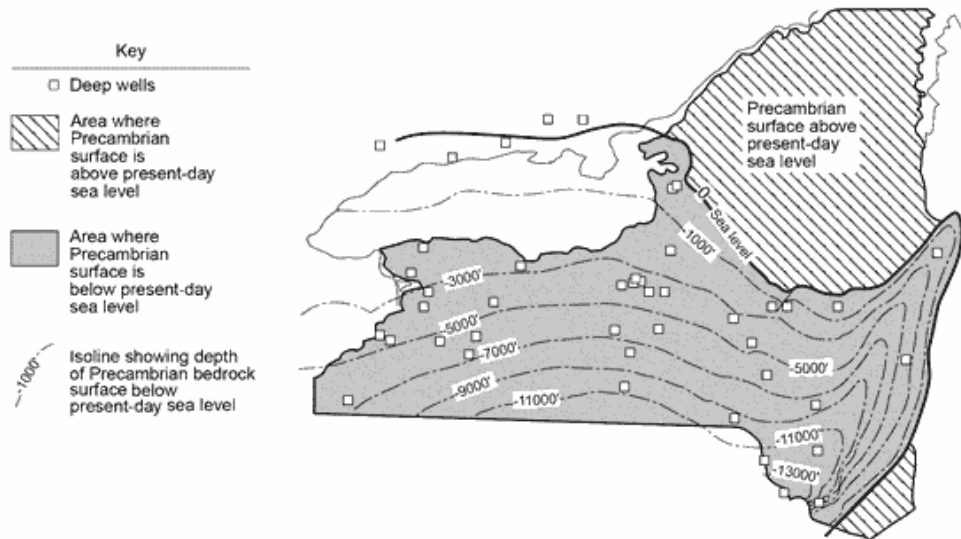 Key
Deep wells
Area where
Precambrian
surface is
above present-day
sea level
Area where
Precambrian
surface is
below present-day
sea level
-1000'
Isoline showing depth
of Precambrian bedrock
surface below
present-day sea level
Precambrian
surface above
present-day
sea level
0
Sea level
-1000'
-3000'
-5000'
-7000'
-9000'
-11000'
-5000'
-11000'
-13000'